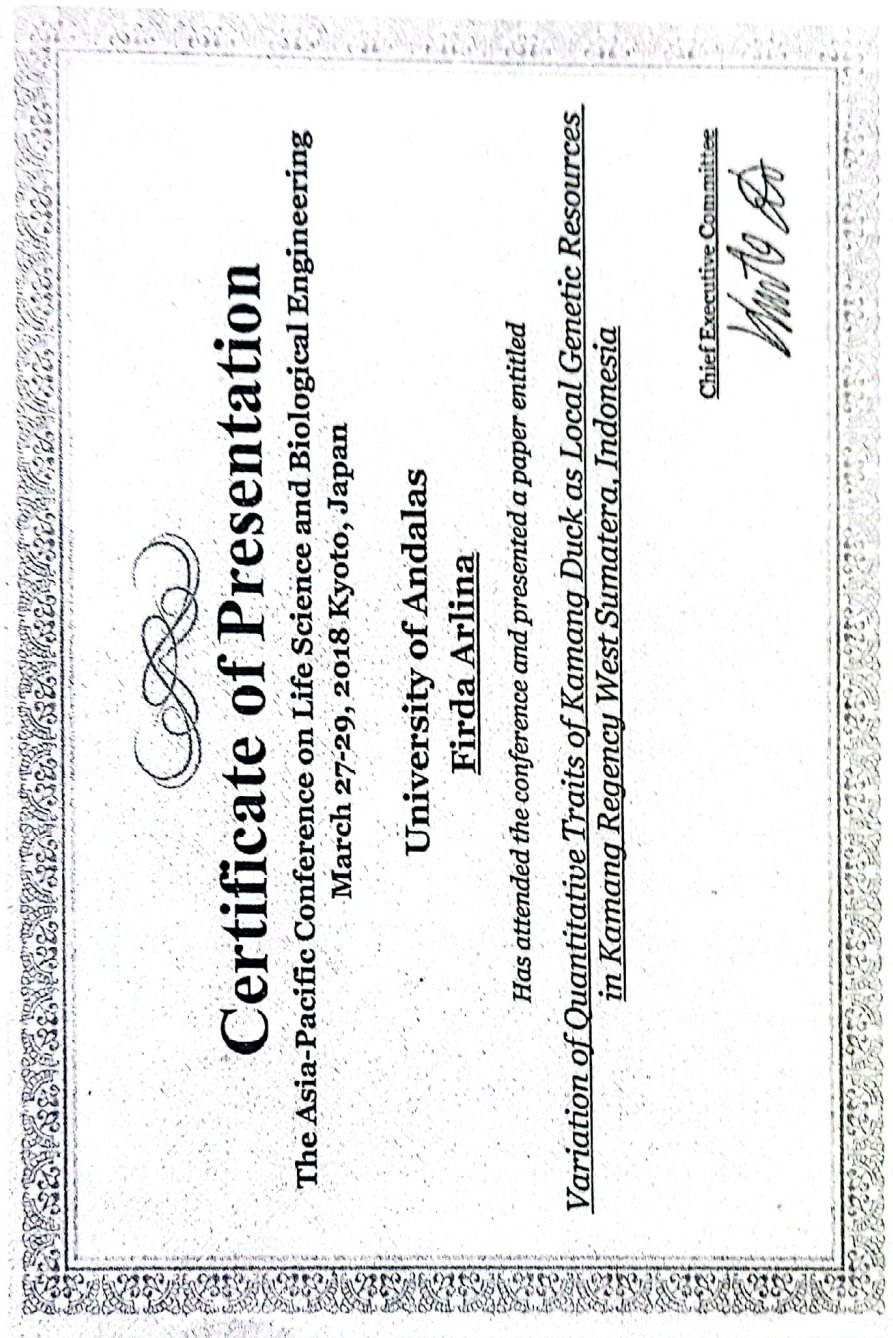 Certificate of Presentation
The Asia-Pacific Conference on Life Science and Biological Engineering
March 27-29, 2018 Kyoto, Japan
University of Andalas
Firda Arlina
Has attended the conference and presented a paper entitled
Variation of Quantitative Traits of Kamang Duck as Local Genetic Resources
in Kamang Regency West Sumatera, Indonesia
Chief Executive Committee